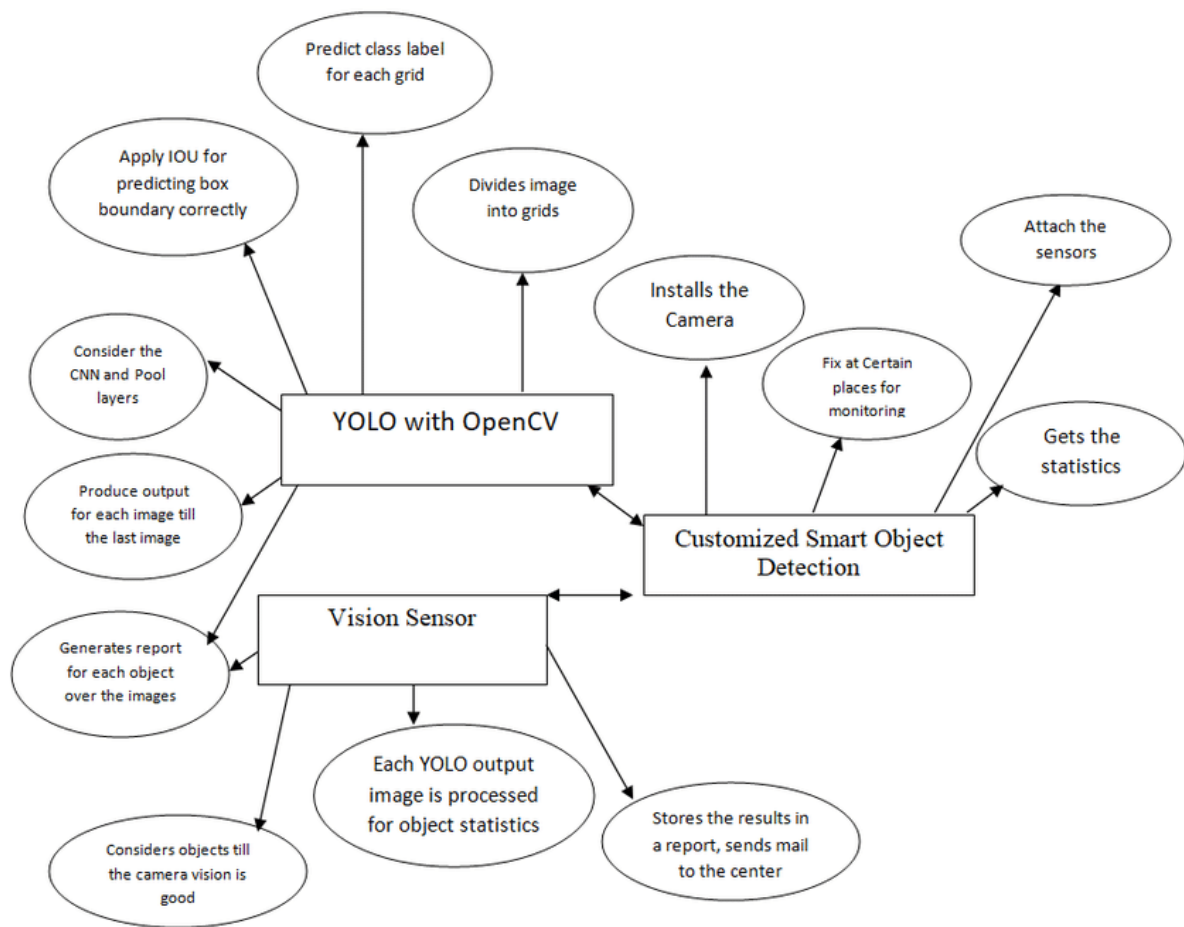 Predict class label
for each grid
Apply IOU for
predicting box
boundary correctly
Divides image
into grids
Attach the
sensors
Installs the
Camera
Consider the
CNN and Pool
layers
Fix at Certain
places for
monitoring
YOLO with OpenCV
Gets the
statistics
Produce output
for each image till
the last image
Customized Smart Object
Detection
Vision Sensor
Generates report
for each object
over the images
Each YOLO output
image is processed
for object statistics
Stores the results in
a report, sends mail
to the center
Considers objects till
the camera vision is
good